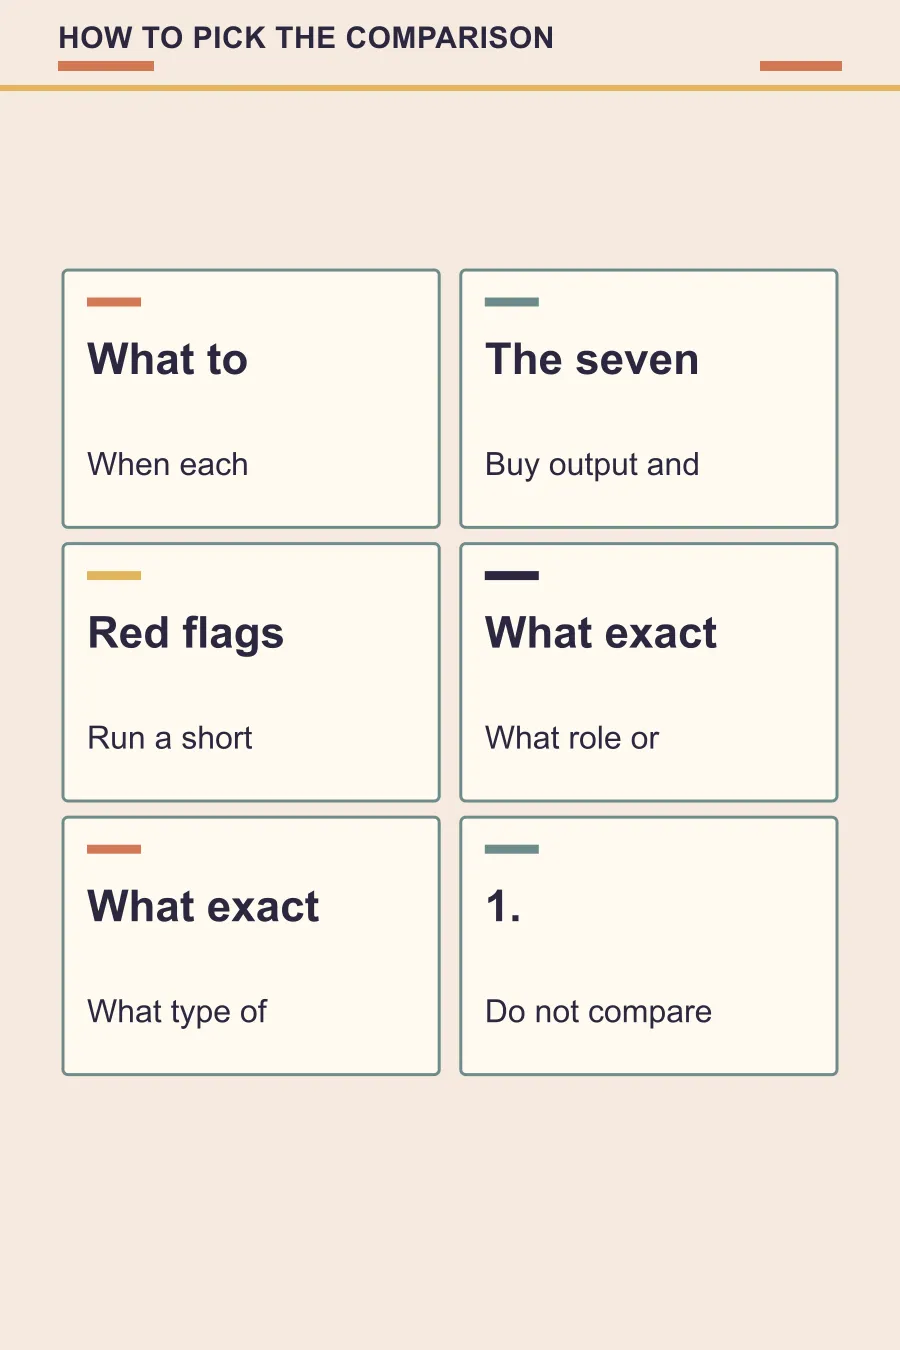 HOW TO PICK THE COMPARISON
What to
When each
The seven
Buy output and
Red flags
Run a short
What exact
What role or
What exact
What type of
1.
Do not compare